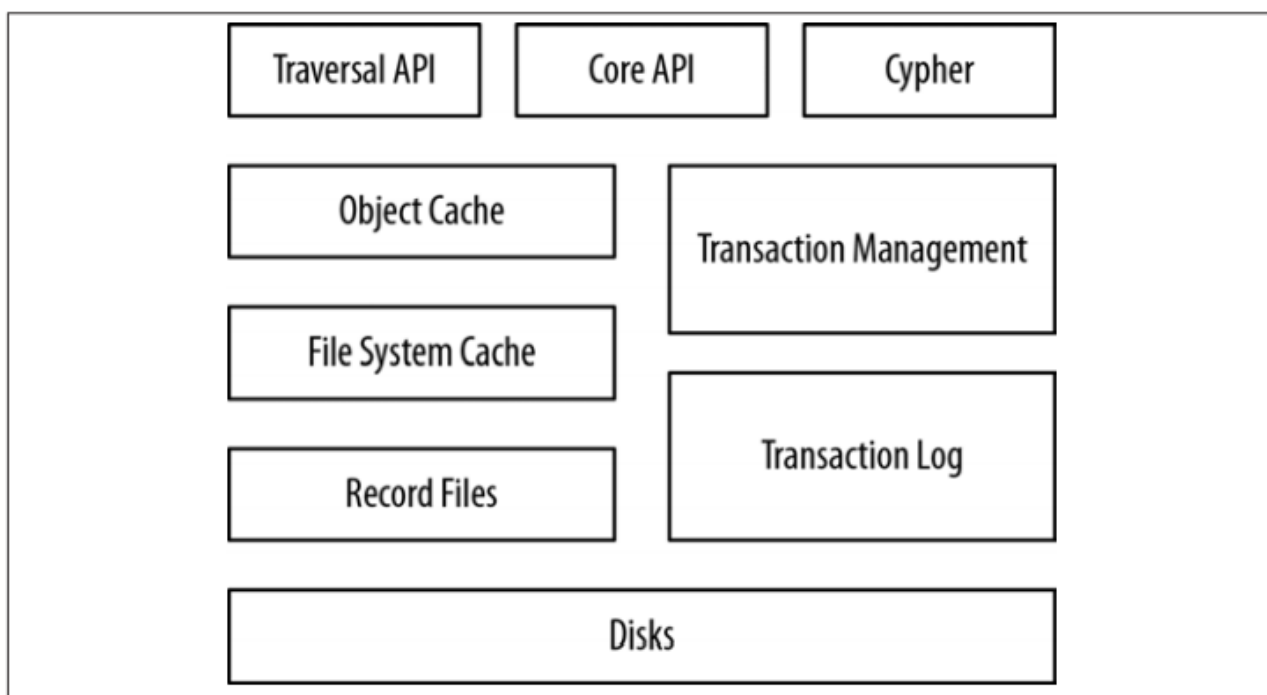 Traversal API
Core API
Cypher
Object Cache
Transaction Management
File System Cache
Transaction Log
Record Files
Disks